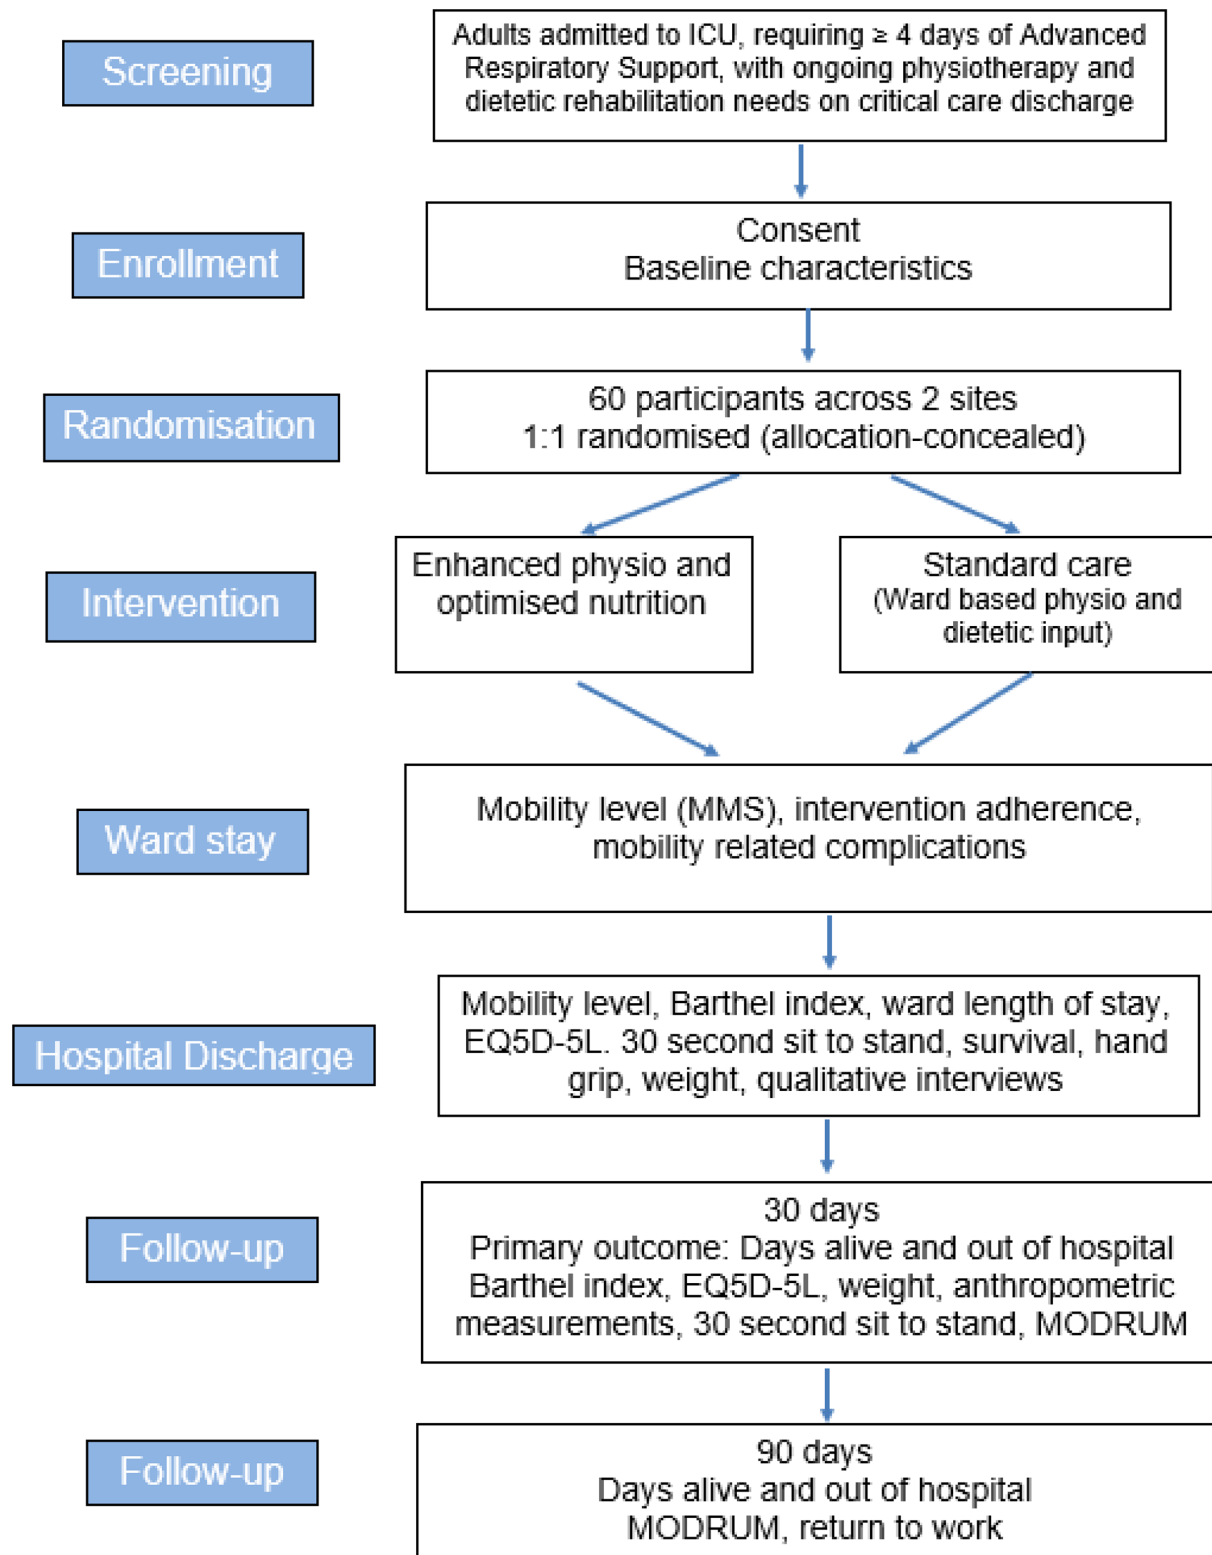 Screening
Adults admitted to ICU, requiring ≥ 4 days of Advanced
Respiratory Support, with ongoing physiotherapy and
dietetic rehabilitation needs on critical care discharge
Enrollment
Consent
Baseline characteristics
Randomisation
60 participants across 2 sites
1:1 randomised (allocation-concealed)
Intervention
Enhanced physio and
optimised nutrition
Standard care
(Ward based physio and
dietetic input)
Ward stay
Mobility level (MMS), intervention adherence,
mobility related complications
Hospital Discharge
Mobility level, Barthel index, ward length of stay,
EQ5D-5L. 30 second sit to stand, survival, hand
grip, weight, qualitative interviews
Follow-up
30 days
Primary outcome: Days alive and out of hospital
Barthel index, EQ5D-5L, weight, anthropometric
measurements, 30 second sit to stand, MODRUM
Follow-up
90 days
Days alive and out of hospital
MODRUM, return to work